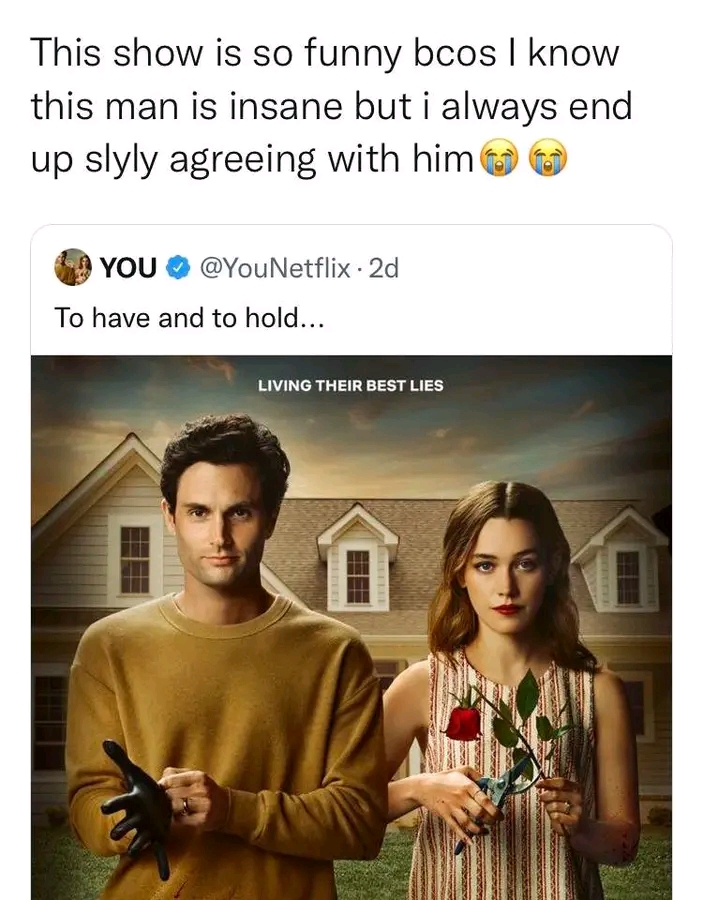 This show is so funny bcos I know
this man is insane but i always end
up slyly agreeing with him😭😭
YOU @YouNetflix · 2d
To have and to hold...
LIVING THEIR BEST LIES